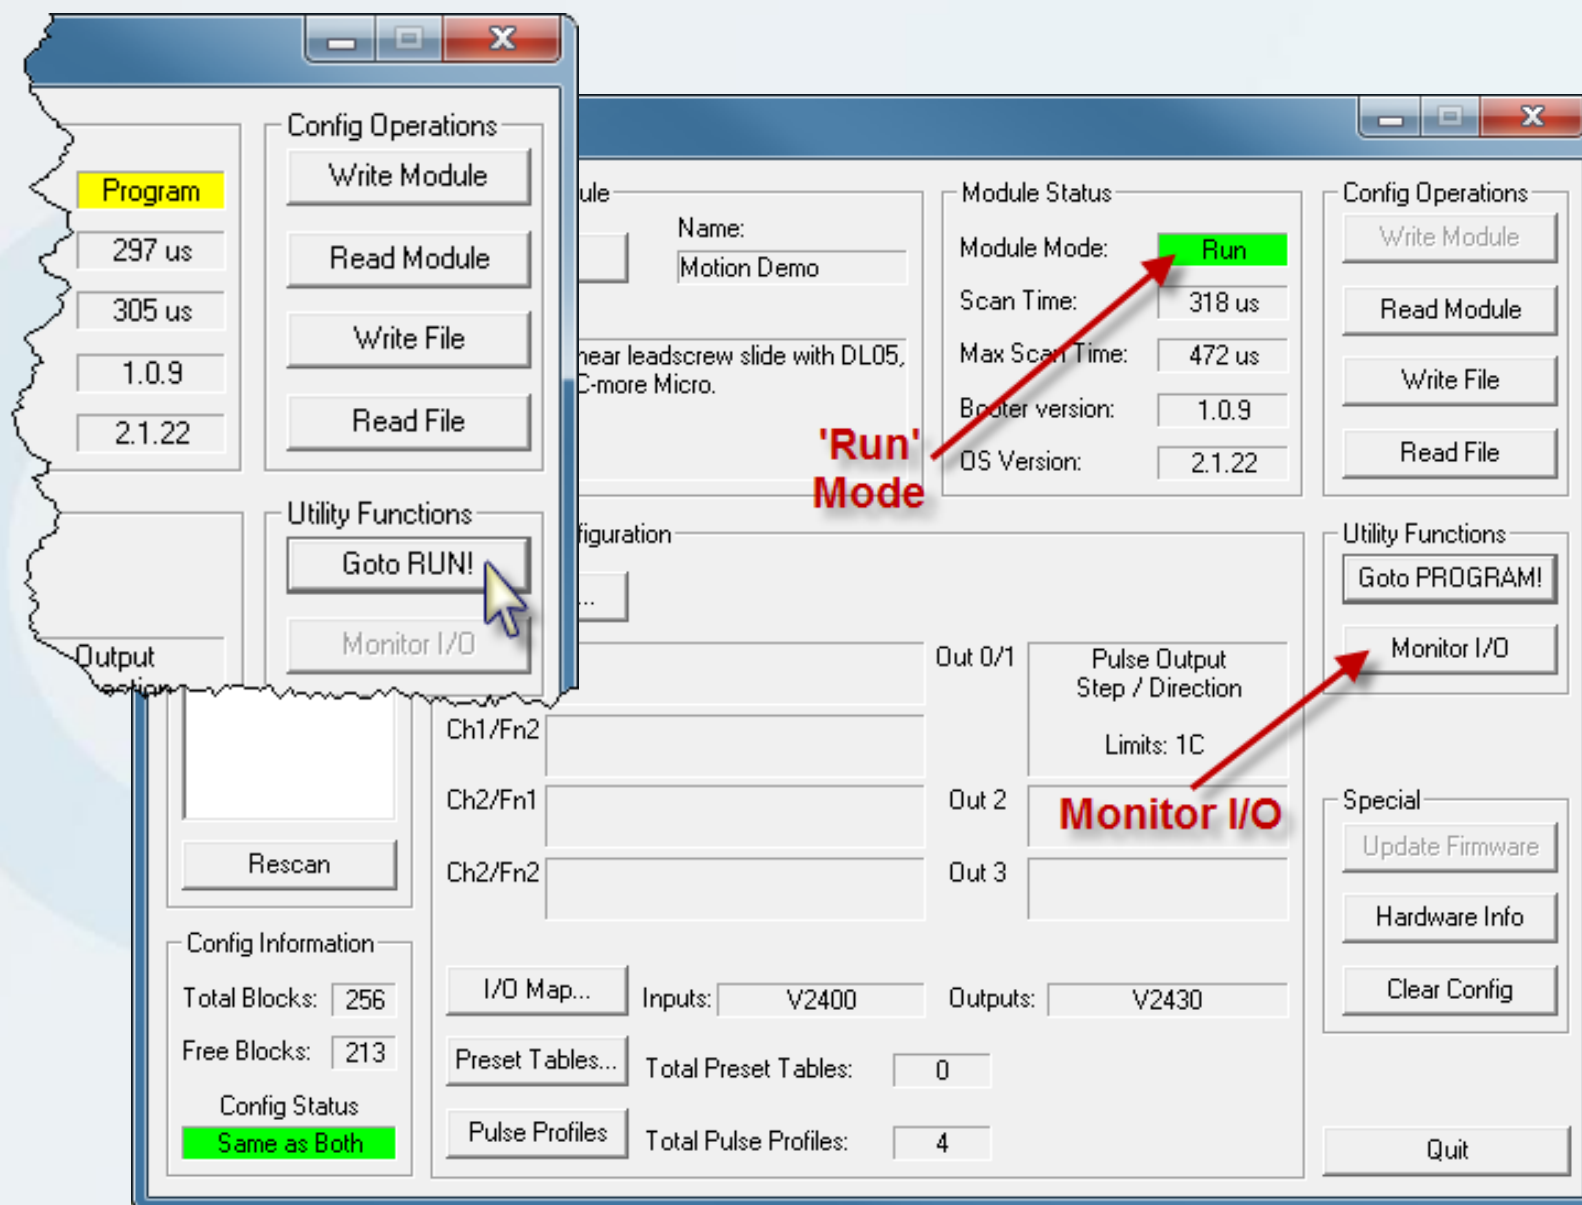 Config Operations
Write Module
Program
297 us
Read Module
305 us
Write File
1.0.9
Read File
2.1.22
Utility Functions
Goto RUN!
Monitor I/O
Output
Name:
Motion Demo
near leadscrew slide with DL05,
C-more Micro.
Module Status
Module Mode: Run
Scan Time: 318 us
Max Scan Time: 472 us
Booter version: 1.0.9
OS Version: 2.1.22
'Run'
Mode
Config Operations
Write Module
Read Module
Write File
Read File
figuration
...
Utility Functions
Goto PROGRAM!
Monitor I/O
Out 0/1
Pulse Output
Step / Direction
Limits: 1C
Ch1/Fn2
Ch2/Fn1
Out 2
Monitor I/O
Ch2/Fn2
Out 3
Rescan
Special
Update Firmware
Hardware Info
Clear Config
Config Information
Total Blocks: 256
Free Blocks: 213
Config Status
Same as Both
I/O Map... Inputs: V2400 Outputs: V2430
Preset Tables... Total Preset Tables: 0
Pulse Profiles Total Pulse Profiles: 4
Quit